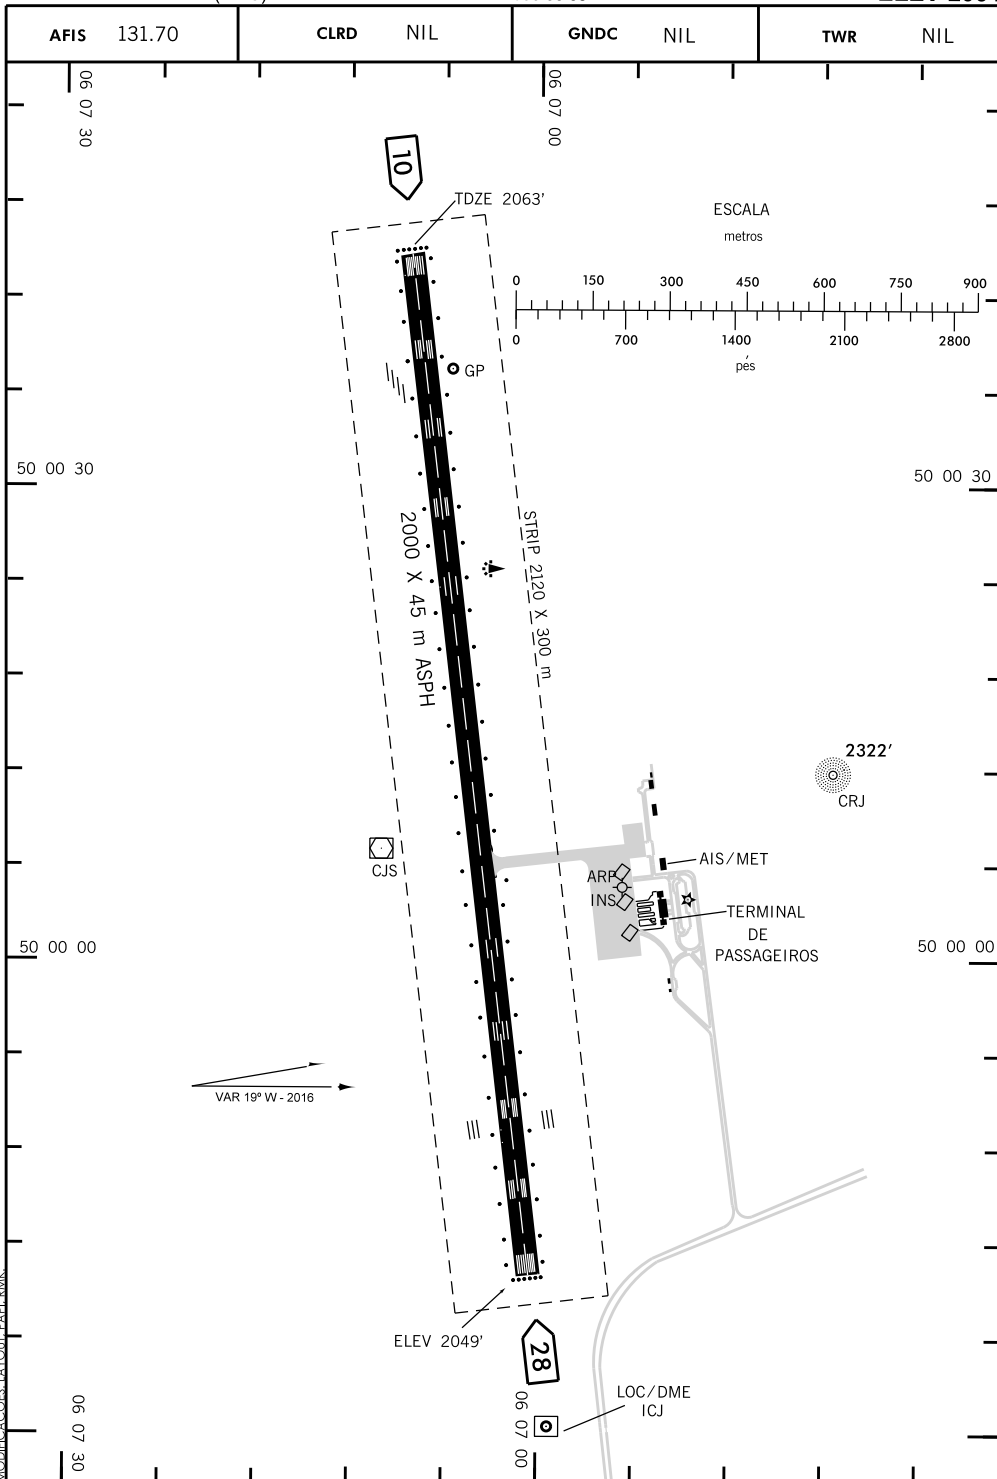 AFIS 131.70 CLRD NIL GNDC NIL TWR NIL
06 07 30
06 07 00
10
TDZE 2063'
ESCALA
metros
0 150 300 450 600 750 900
0 700 1400 2100 2800
pés
GP
50 00 30
50 00 30
2000 X 45 m ASPH
STRIP 2120 X 300 m
2322'
CRJ
CJS
AIS/MET
ARP
INS
TERMINAL
DE
PASSAGEIROS
50 00 00
50 00 00
VAR 19º W - 2016
ELEV 2049'
28
LOC/DME
ICJ
06 07 30
06 07 00